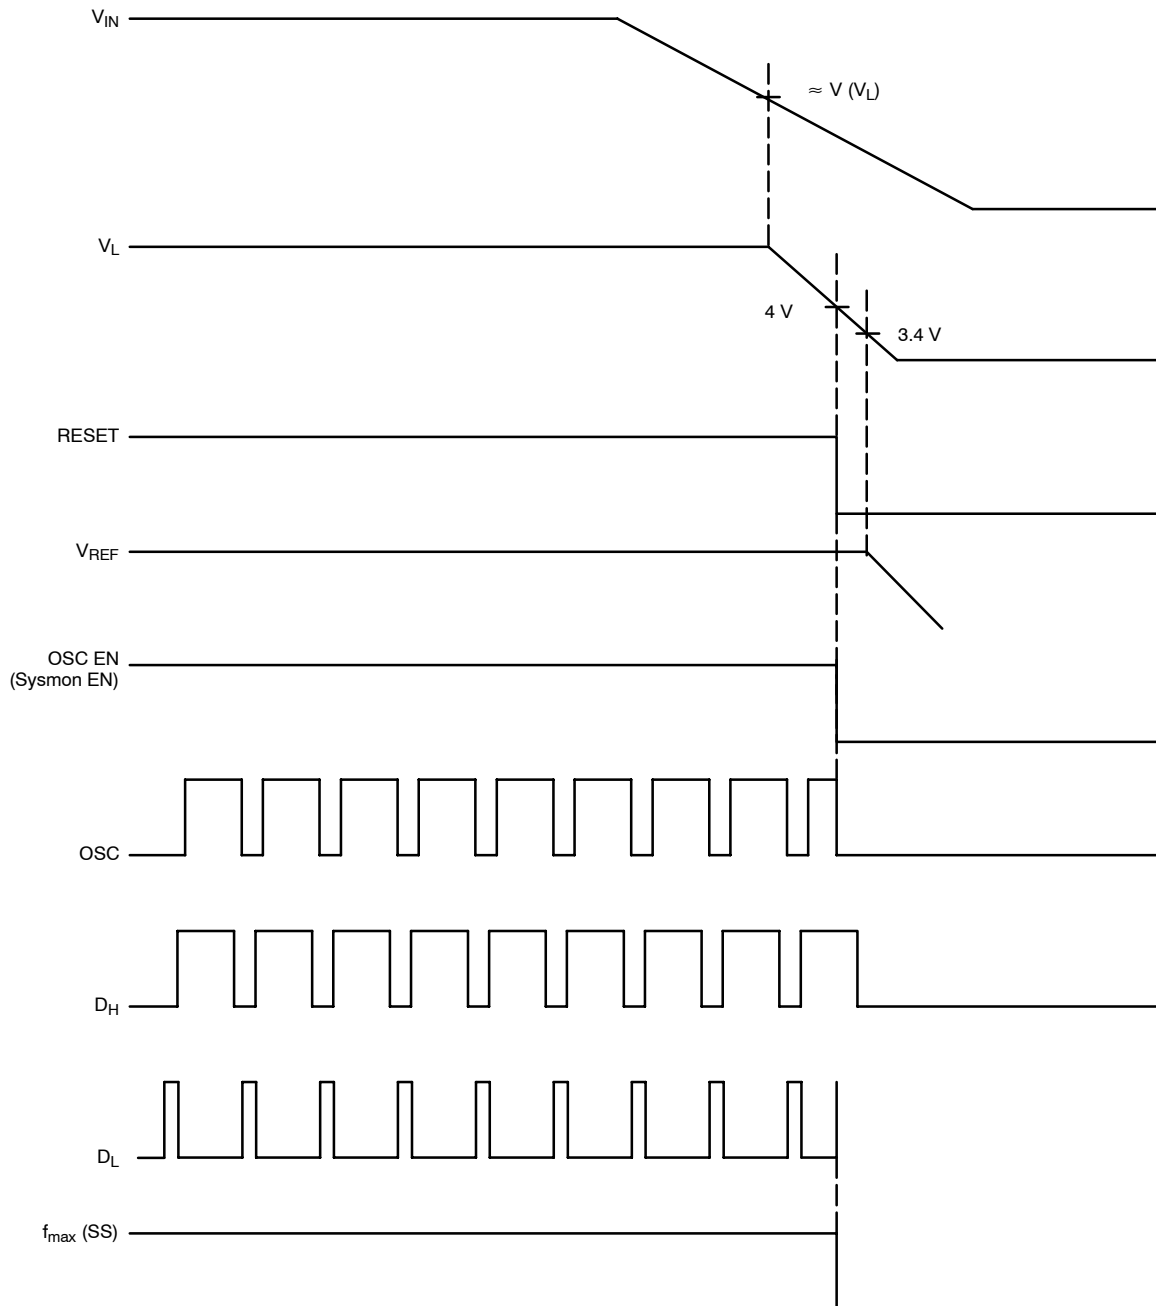 V_IN
≈ V (V_L)
V_L
4 V
3.4 V
RESET
V_REF
OSC EN
(Sysmon EN)
OSC
D_H
D_L
f_max (SS)